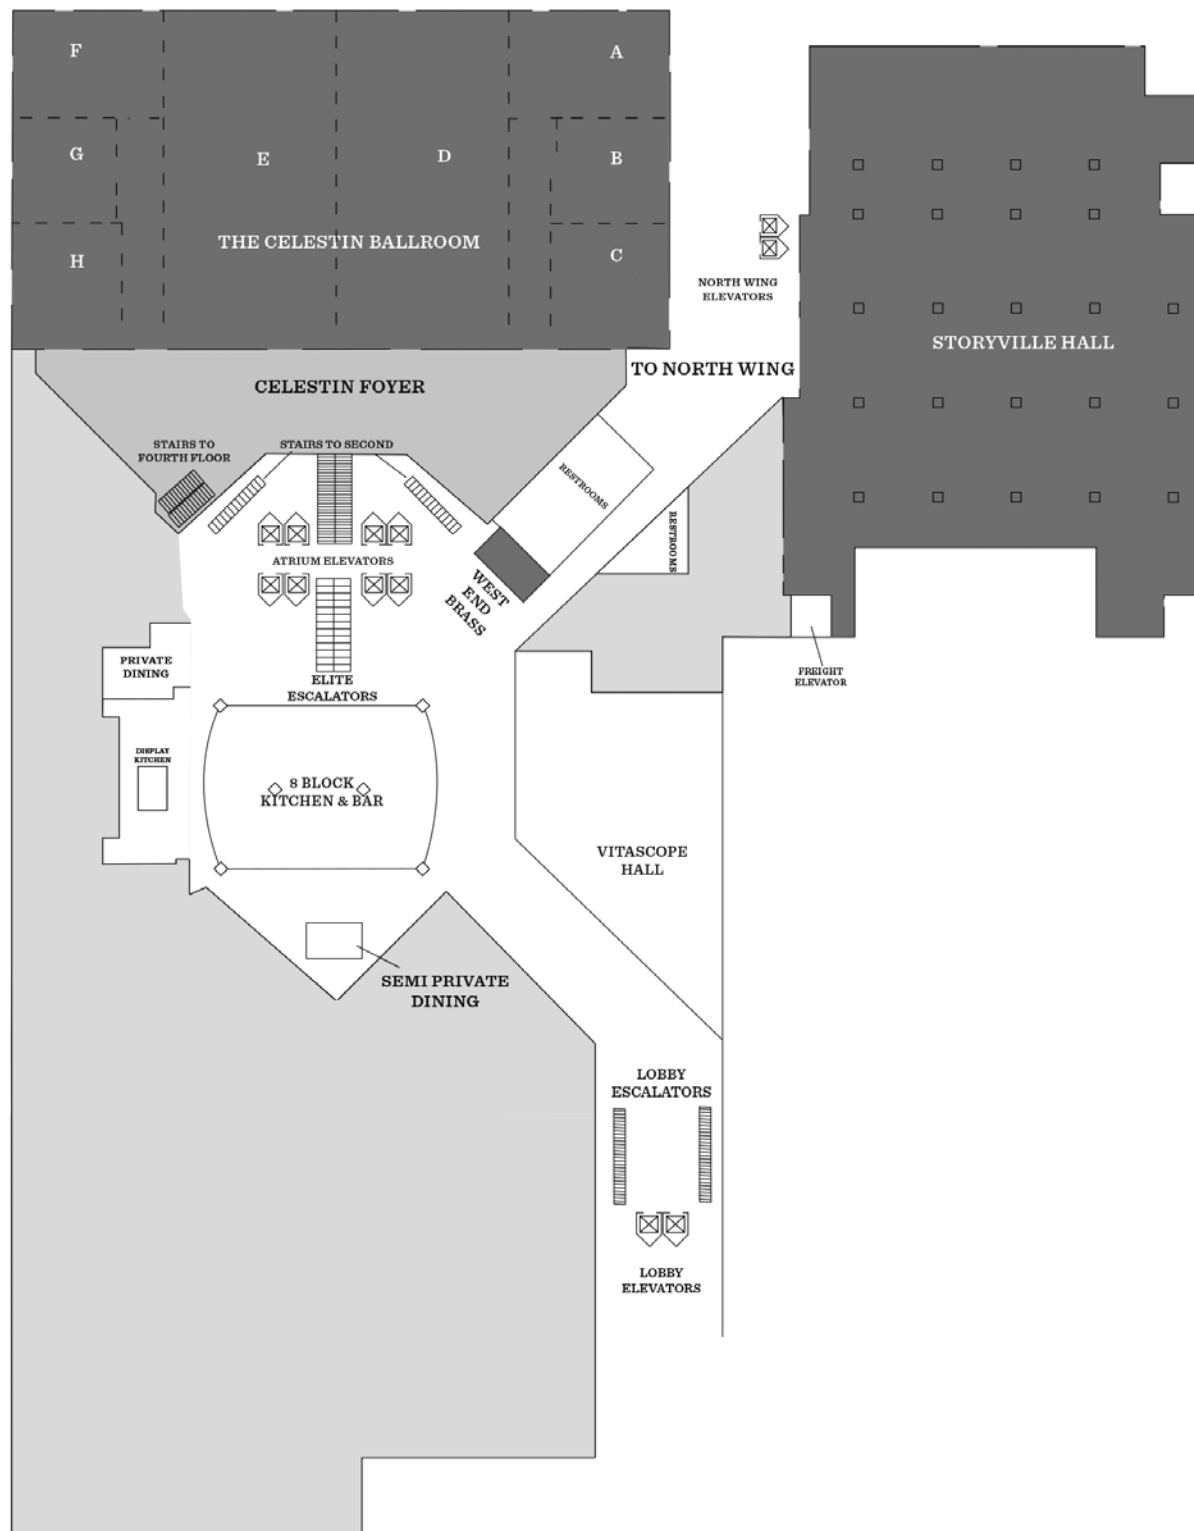 F
A
G
E
D
B
THE CELESTIN BALLROOM
H
C
NORTH WING
ELEVATORS
STORYVILLE HALL
TO NORTH WING
CELESTIN FOYER
STAIRS TO
FOURTH FLOOR
STAIRS TO SECOND
RESTROOMS
RESTROOMS
ATRIUM ELEVATORS
WEST
END
BRASS
PRIVATE
DINING
ELITE
ESCALATORS
FREIGHT
ELEVATOR
DISPLAY
KITCHEN
8 BLOCK
KITCHEN & BAR
VITASCOPE
HALL
SEMI PRIVATE
DINING
LOBBY
ESCALATORS
LOBBY
ELEVATORS